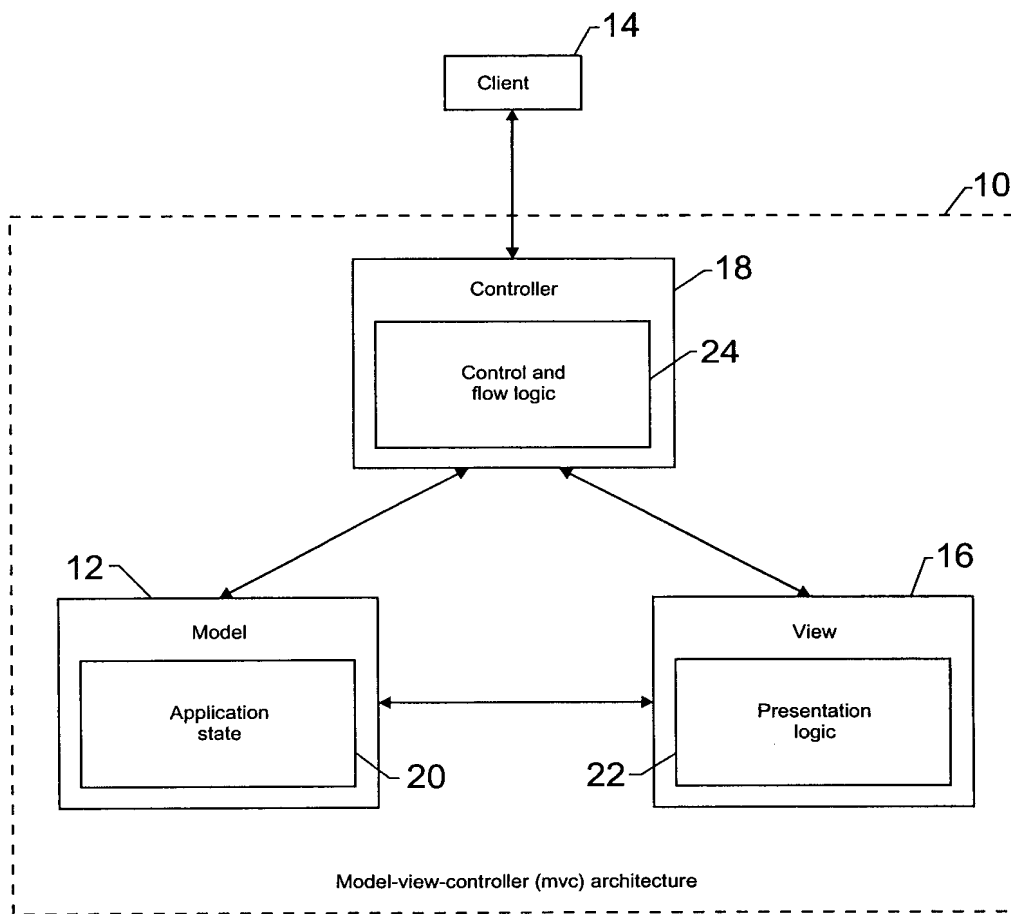 14
Client
10
18
Controller
24
Control and
flow logic
12
16
Model
View
Application
state
Presentation
logic
20
22
Model-view-controller (mvc) architecture